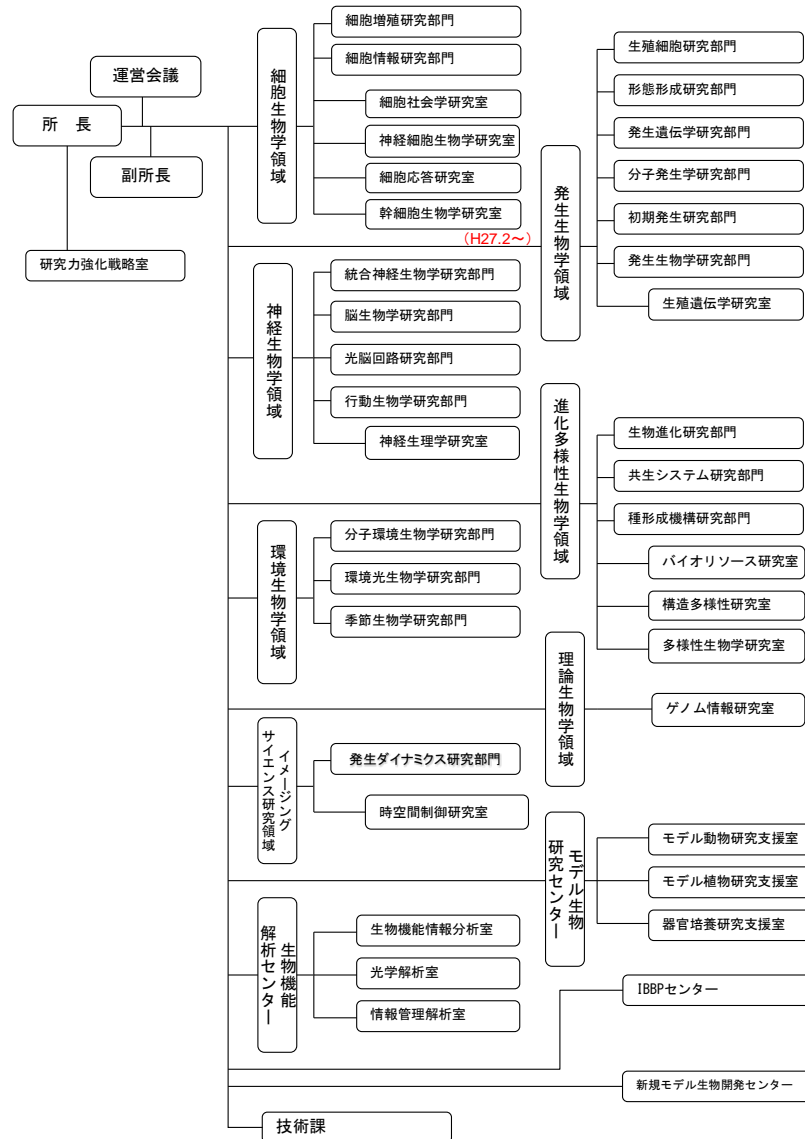 運営会議
所　長
副所長
研究力強化戦略室
細胞生物学領域
細胞増殖研究部門
細胞情報研究部門
細胞社会学研究室
神経細胞生物学研究室
細胞応答研究室
幹細胞生物学研究室
(H27.2～)
発生生物学領域
生殖細胞研究部門
形態形成研究部門
発生遺伝学研究部門
分子発生学研究部門
初期発生研究部門
発生生物学研究部門
生殖遺伝学研究室
神経生物学領域
統合神経生物学研究部門
脳生物学研究部門
光脳回路研究部門
行動生物学研究部門
神経生理学研究室
進化多様性生物学領域
生物進化研究部門
共生システム研究部門
種形成機構研究部門
バイオリソース研究室
構造多様性研究室
多様性生物学研究室
環境生物学領域
分子環境生物学研究部門
環境光生物学研究部門
季節生物学研究部門
理論生物学領域
ゲノム情報研究室
イメージング
サイエンス研究領域
発生ダイナミクス研究部門
時空間制御研究室
モデル生物
研究センター
モデル動物研究支援室
モデル植物研究支援室
器官培養研究支援室
生物機能
解析センター
生物機能情報分析室
光学解析室
情報管理解析室
IBBPセンター
新規モデル生物開発センター
技術課